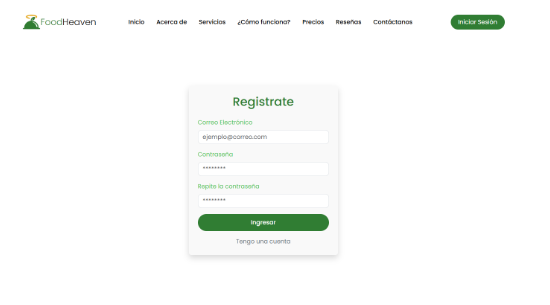 FoodHeaven
Inicio Acerca de Servicios ¿Cómo funciona? Precios Reseñas Contáctanos
Iniciar Sesión
Registrate
Correo Electrónico
ejemplo@correo.com
Contraseña
********
Repite la contraseña
********
Ingresar
Tengo una cuenta